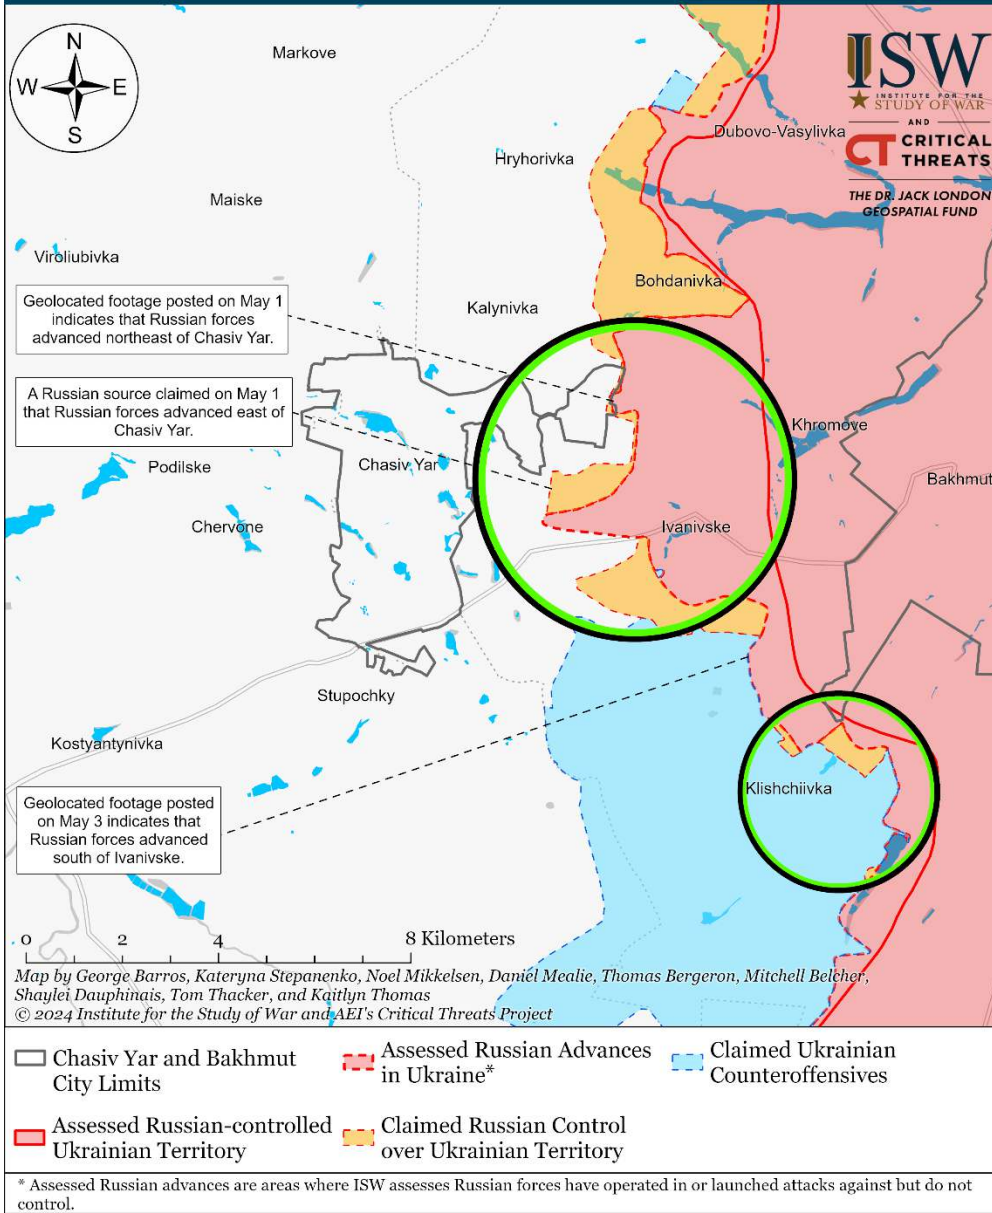 N
W E
S
Markove
ISW
INSTITUTE FOR THE
STUDY OF WAR
AND
CT CRITICAL
THREATS
THE DR. JACK LONDON
GEOSPATIAL FUND
Dubovo-Vasylivka
Hryhorivka
Maiske
Viroliubivka
Bohdanivka
Geolocated footage posted on May 1
indicates that Russian forces
advanced northeast of Chasiv Yar.
Kalynivka
A Russian source claimed on May 1
that Russian forces advanced east of
Chasiv Yar.
Khromove
Podilske
Chasiv Yar
Bakhmut
Chervone
Ivanivske
Stupochky
Kostyantynivka
Klishchiivka
Geolocated footage posted
on May 3 indicates that
Russian forces advanced
south of Ivanivske.
0 2 4 8 Kilometers
Map by George Barros, Kateryna Stepanenko, Noel Mikkelsen, Daniel Mealie, Thomas Bergeron, Mitchell Belcher,
Shaylei Dauphinais, Tom Thacker, and Kaitlyn Thomas
© 2024 Institute for the Study of War and AEI's Critical Threats Project
Chasiv Yar and Bakhmut
City Limits
Assessed Russian Advances
in Ukraine*
Claimed Ukrainian
Counteroffensives
Assessed Russian-controlled
Ukrainian Territory
Claimed Russian Control
over Ukrainian Territory
* Assessed Russian advances are areas where ISW assesses Russian forces have operated in or launched attacks against but do not
control.